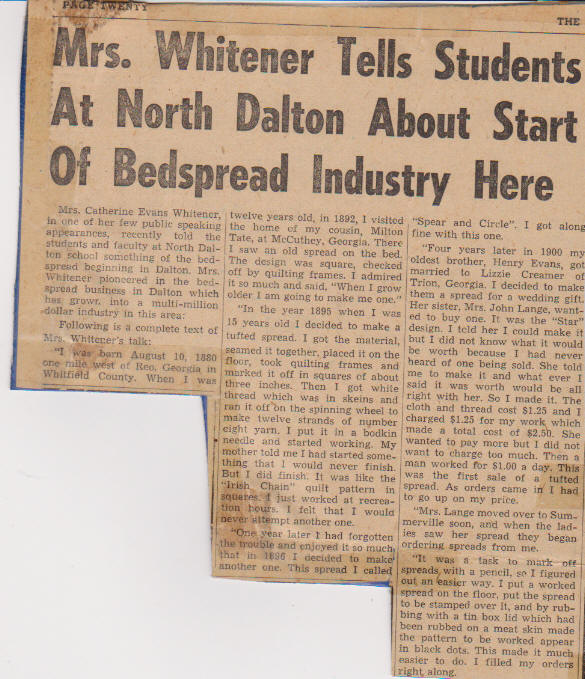 PAGE TWENTY
THE
Mrs. Whitener Tells Students
At North Dalton About Start
Of Bedspread Industry Here
Mrs. Catherine Evans Whitener,
in one of her few public speaking
appearances, recently told the
students and faculty at North Dal-
ton school something of the bed-
spread beginning in Dalton. Mrs.
Whitener pioneered in the bed-
spread business in Dalton which
has grown into a multi-million
dollar industry in this area:
Following is a complete text of
Mrs. Whitener's talk:
"I was born August 10, 1880
one mile west of Reo, Georgia in
Whitfield County. When I was
twelve years old, in 1892, I visited
the home of my cousin, Milton
Tate, at McCuthey, Georgia. There
I saw an old spread on the bed.
The design was square, checked
off by quilting frames. I admired
it so much and said, "When I grow
older I am going to make me one."
"In the year 1895 when I was
15 years old I decided to make a
tufted spread. I got the material,
seamed it together, placed it on the
floor, took quilting frames and
marked it off in squares of about
three inches. Then I got white
thread which was in skeins and
ran it off on the spinning wheel to
make twelve strands of number
eight yarn. I put it in a bodkin
needle and started working. My
mother told me I had started some-
thing that I would never finish.
But I did finish. It was like the
"Irish Chain" quilt pattern in
squares. I just worked at recrea-
tion hours. I felt that I would
never attempt another one.
"One year later I had forgotten
the trouble and enjoyed it so much
that in 1896 I decided to make
another one. This spread I called
"Spear and Circle". I got along
fine with this one.
"Four years later in 1900 my
oldest brother, Henry Evans, got
married to Lizzie Creamer of
Trion, Georgia. I decided to make
them a spread for a wedding gift.
her sister, Mrs. John Lange, want-
ed to buy one. It was the "Star"
design. I told her I could make it
but I did not know what it would
be worth because I had never
heard of one being sold. She told
me to make it and what ever I
said it was worth would be all
right with her. So I made it. The
cloth and thread cost $1.25 and I
charged $1.25 for my work which
made a total cost of $2.50. She
wanted to pay more but I did not
want to charge too much. Then a
man worked for $1.00 a day. This
was the first sale of a tufted
spread. As orders came in I had
to go up on my price.
"Mrs. Lange moved over to Sum-
merville soon, and when the lad-
ies saw her spread they began
ordering spreads from me.
"It was a task to mark off
spreads, with a pencil, so I figured
out an easier way. I put a worked
spread on the floor, put the spread
to be stamped over it, and by rub-
bing with a tin box lid which had
been rubbed on a meat skin made
the pattern to be worked appear
in black dots. This made it much
easier to do. I filled my orders
right along.